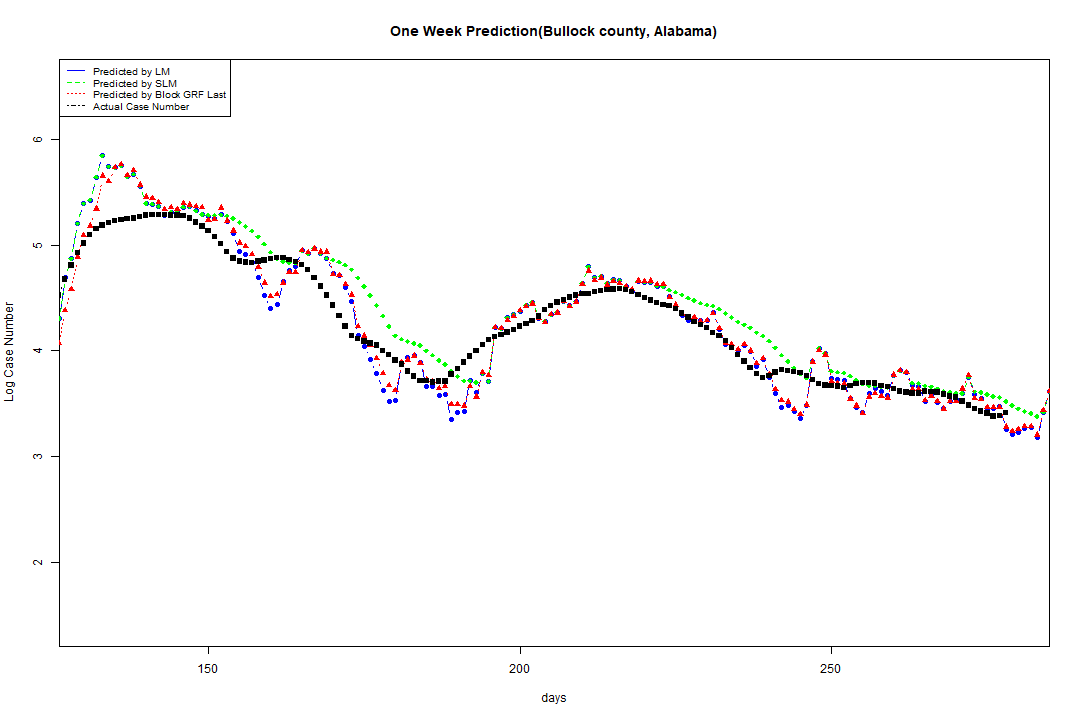 One Week Prediction(Bullock county, Alabama)
Predicted by LM
Predicted by SLM
Predicted by Block GRF Last
Actual Case Number
6
5
4
3
2
Log Case Number
150
200
250
days